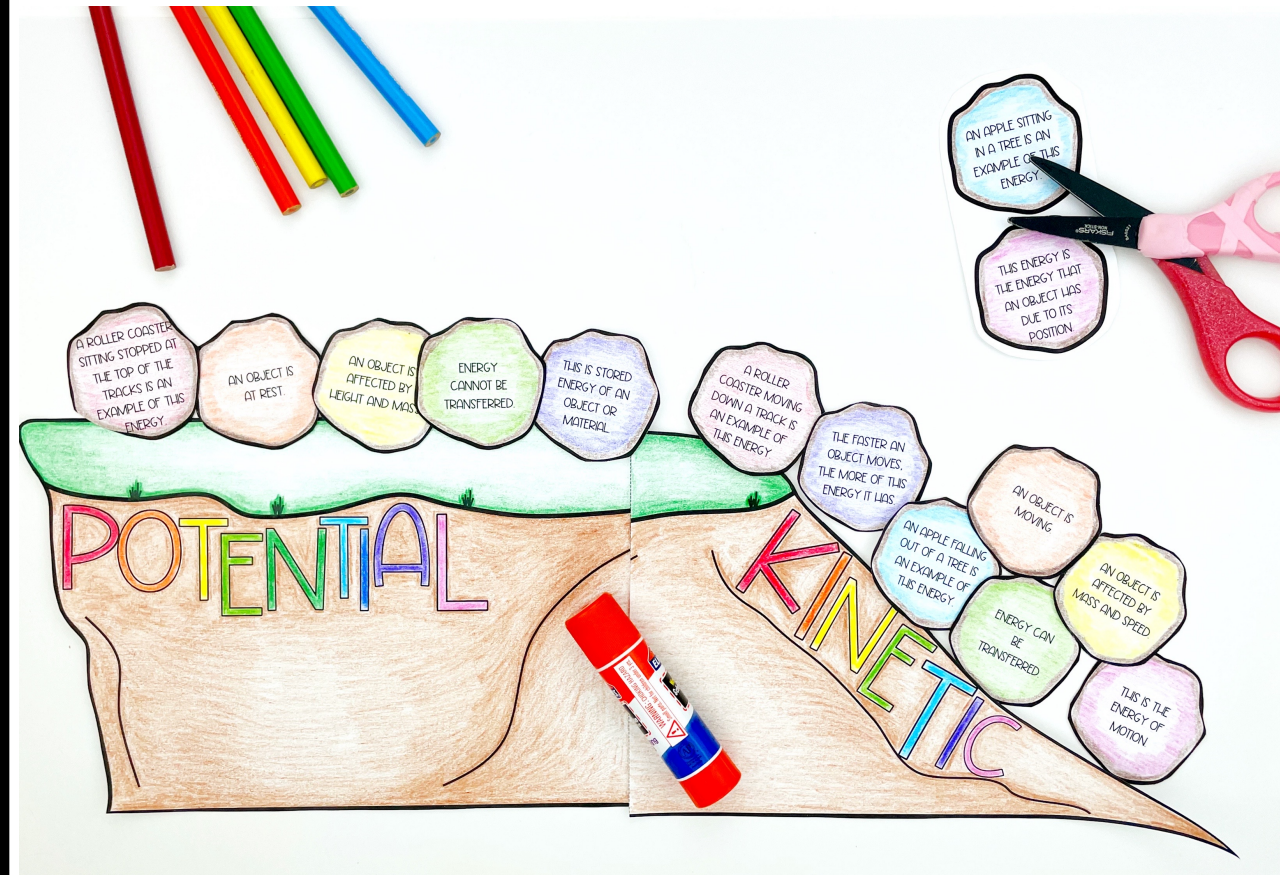 AN APPLE SITTING
IN A TREE IS AN
EXAMPLE OF THIS
ENERGY.
FISKARS
NON-STICK
THIS ENERGY IS
THE ENERGY THAT
AN OBJECT HAS
DUE TO ITS
POSITION
A ROLLER COASTER
SITTING STOPPED AT
THE TOP OF THE
TRACKS IS AN
EXAMPLE OF THIS
ENERGY.
AN OBJECT IS
AT REST.
AN OBJECT IS
AFFECTED BY
HEIGHT AND MASS
ENERGY
CANNOT BE
TRANSFERRED.
THIS IS STORED
ENERGY OF AN
OBJECT OR
MATERIAL
A ROLLER
COASTER MOVING
DOWN A TRACK IS
AN EXAMPLE OF
THIS ENERGY
THE FASTER AN
OBJECT MOVES,
THE MORE OF THIS
ENERGY IT HAS
AN APPLE FALLING
OUT OF A TREE IS
AN EXAMPLE OF
THIS ENERGY
AN OBJECT IS
MOVING.
ENERGY CAN
BE
TRANSFERRED
AN OBJECT IS
AFFECTED BY
MASS AND SPEED
THIS IS THE
ENERGY OF
MOTION
POTENTIAL
KINETIC
WARNING: CHOKING HAZARD